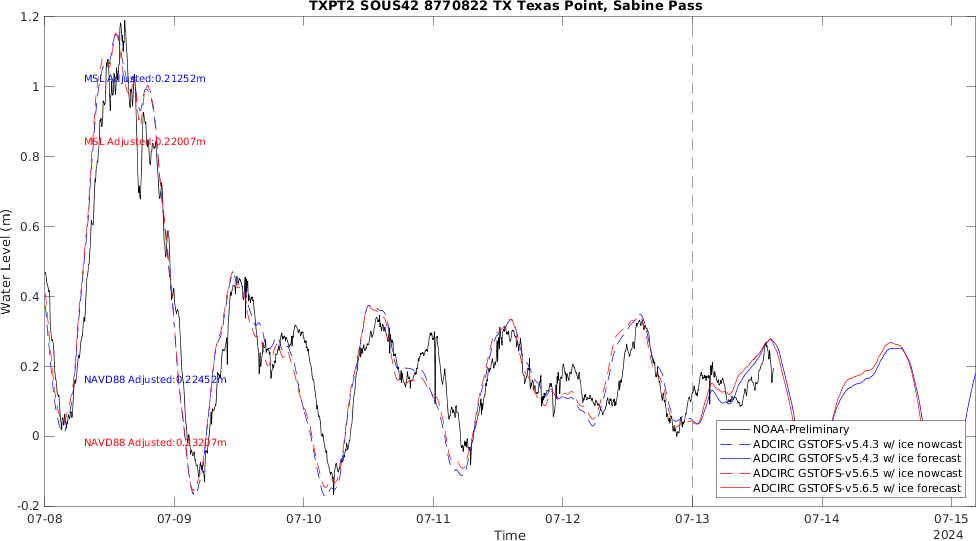 TXPT2 SOUS42 8770822 TX Texas Point, Sabine Pass
1.2
1
0.8
0.6
0.4
0.2
0
-0.2
Water Level (m)
MSL Adjusted:0.21252m
MSL Adjusted:0.22007m
NAVD88 Adjusted:0.22452m
NAVD88 Adjusted:0.23207m
NOAA-Preliminary
ADCIRC GSTOFS-v5.4.3 w/ ice nowcast
ADCIRC GSTOFS-v5.4.3 w/ ice forecast
ADCIRC GSTOFS-v5.6.5 w/ ice nowcast
ADCIRC GSTOFS-v5.6.5 w/ ice forecast
07-08 07-09 07-10 07-11 07-12 07-13 07-14 07-15
Time
2024